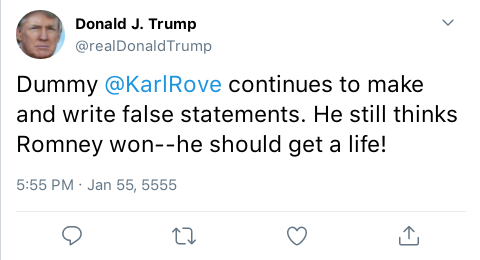 Donald J. Trump
@realDonaldTrump
Dummy @KarlRove continues to make
and write false statements. He still thinks
Romney won--he should get a life!
5:55 PM · Jan 55, 5555